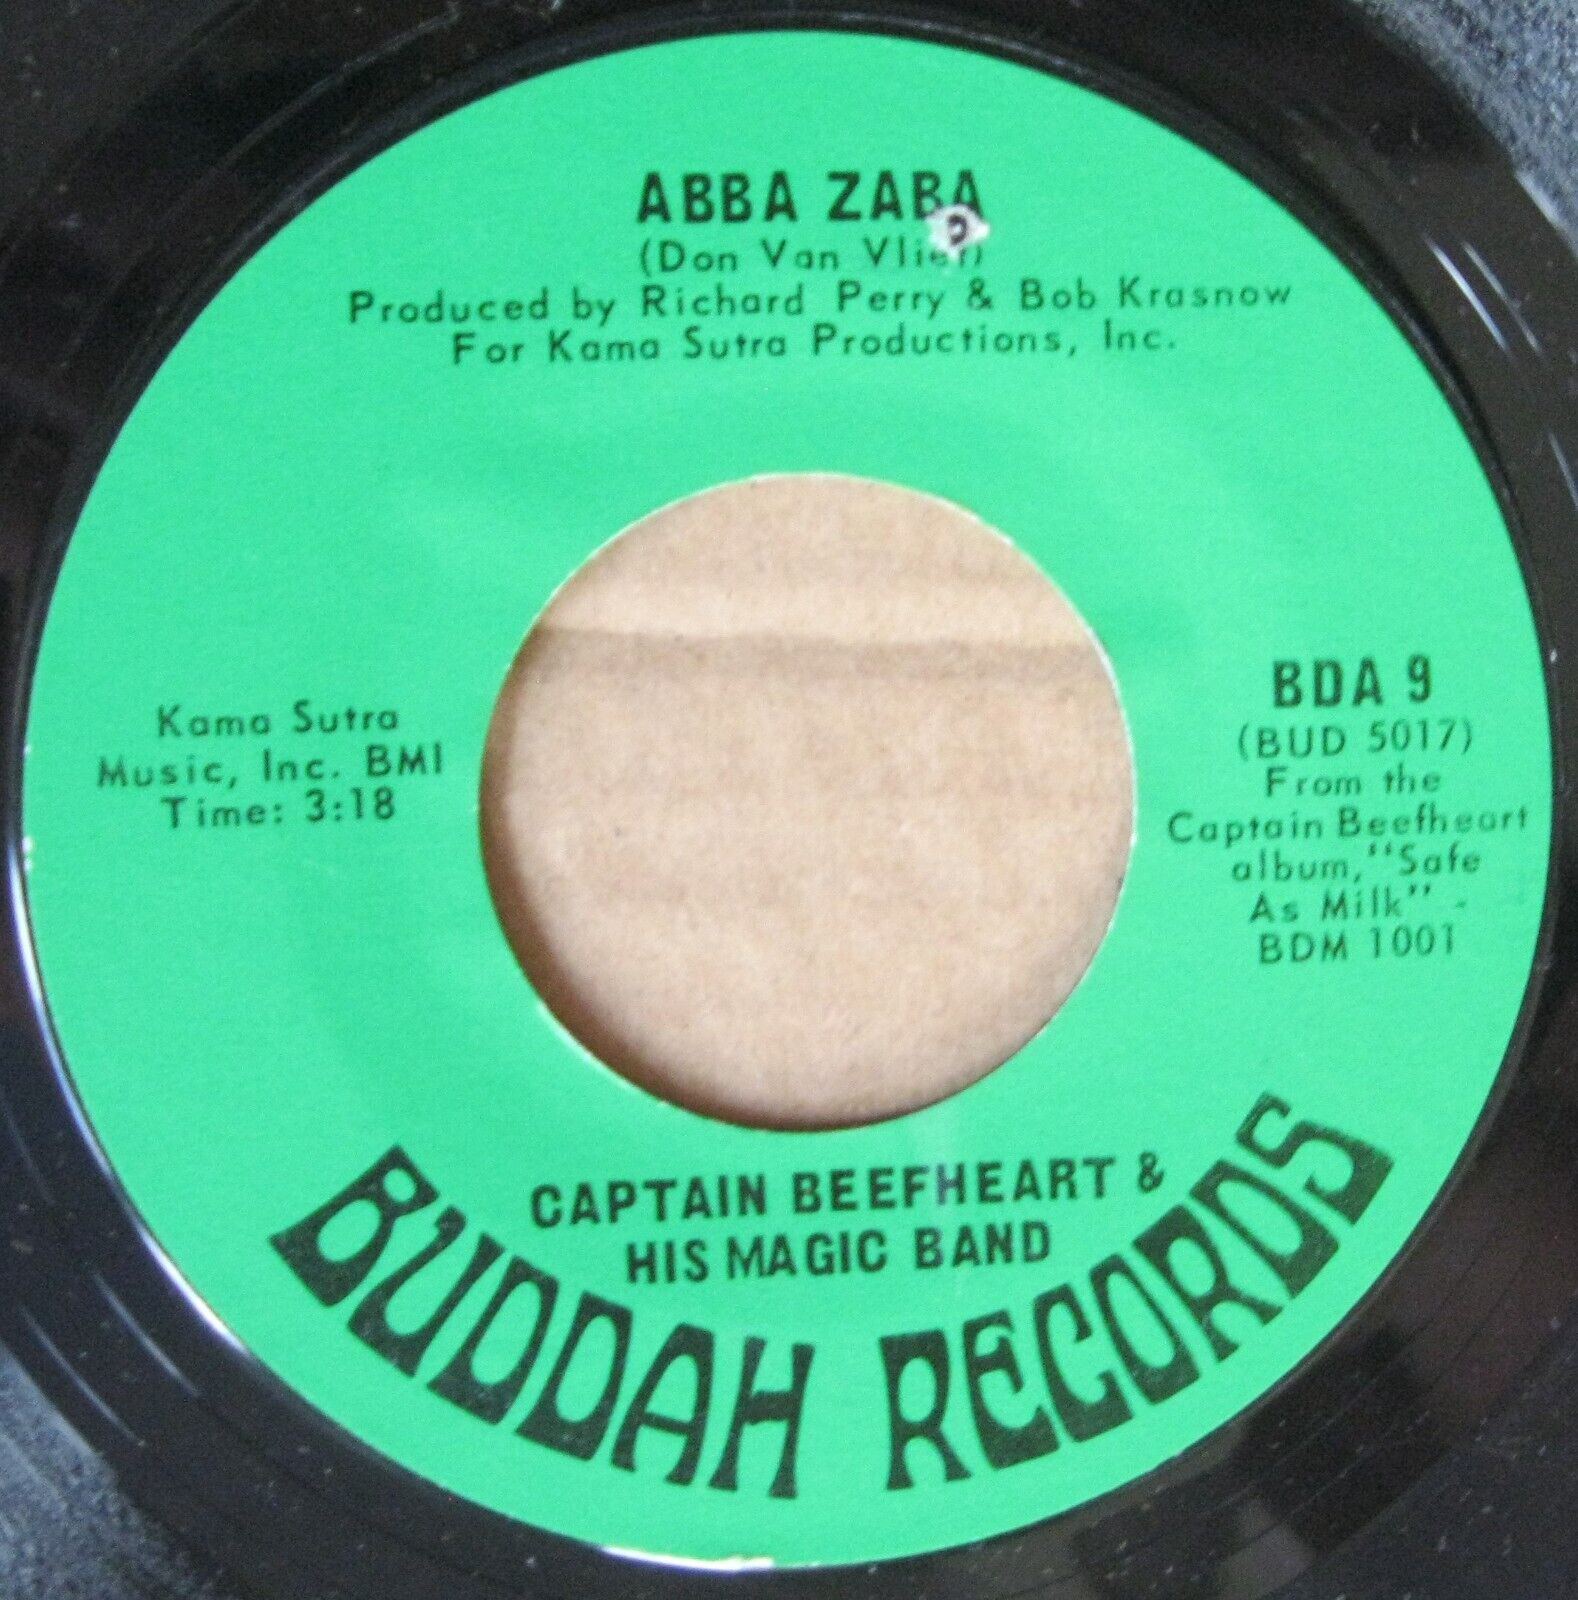 ABBA ZABA
(Don Van Vliet)
Produced by Richard Perry & Bob Krasnow
For Kama Sutra Productions, Inc.
Kama Sutra
Music, Inc. BMI
Time: 3:18
BDA 9
(BUD 5017)
From the
Captain Beefheart
album, "Safe
As Milk" -
BDM 1001
CAPTAIN BEEFHEART &
HIS MAGIC BAND
BUDDAH RECORDS